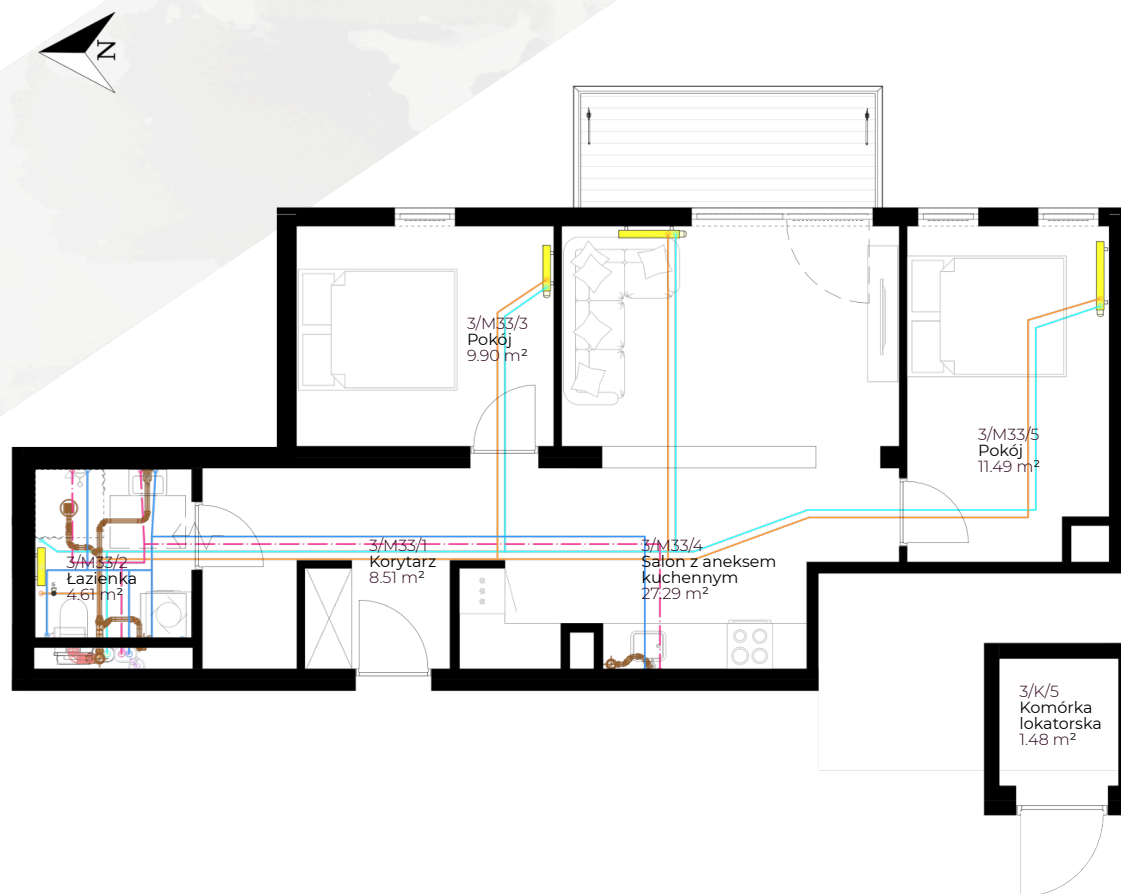 N
3/M33/3
Pokój
9.90 m²
3/M33/5
Pokój
11.49 m²
3/M33/2
Łazienka
4.61 m²
3/M33/1
Korytarz
8.51 m²
3/M33/4
Salon z aneksem
kuchennym
27.29 m²
3/K/5
Komórka
lokatorska
1.48 m²